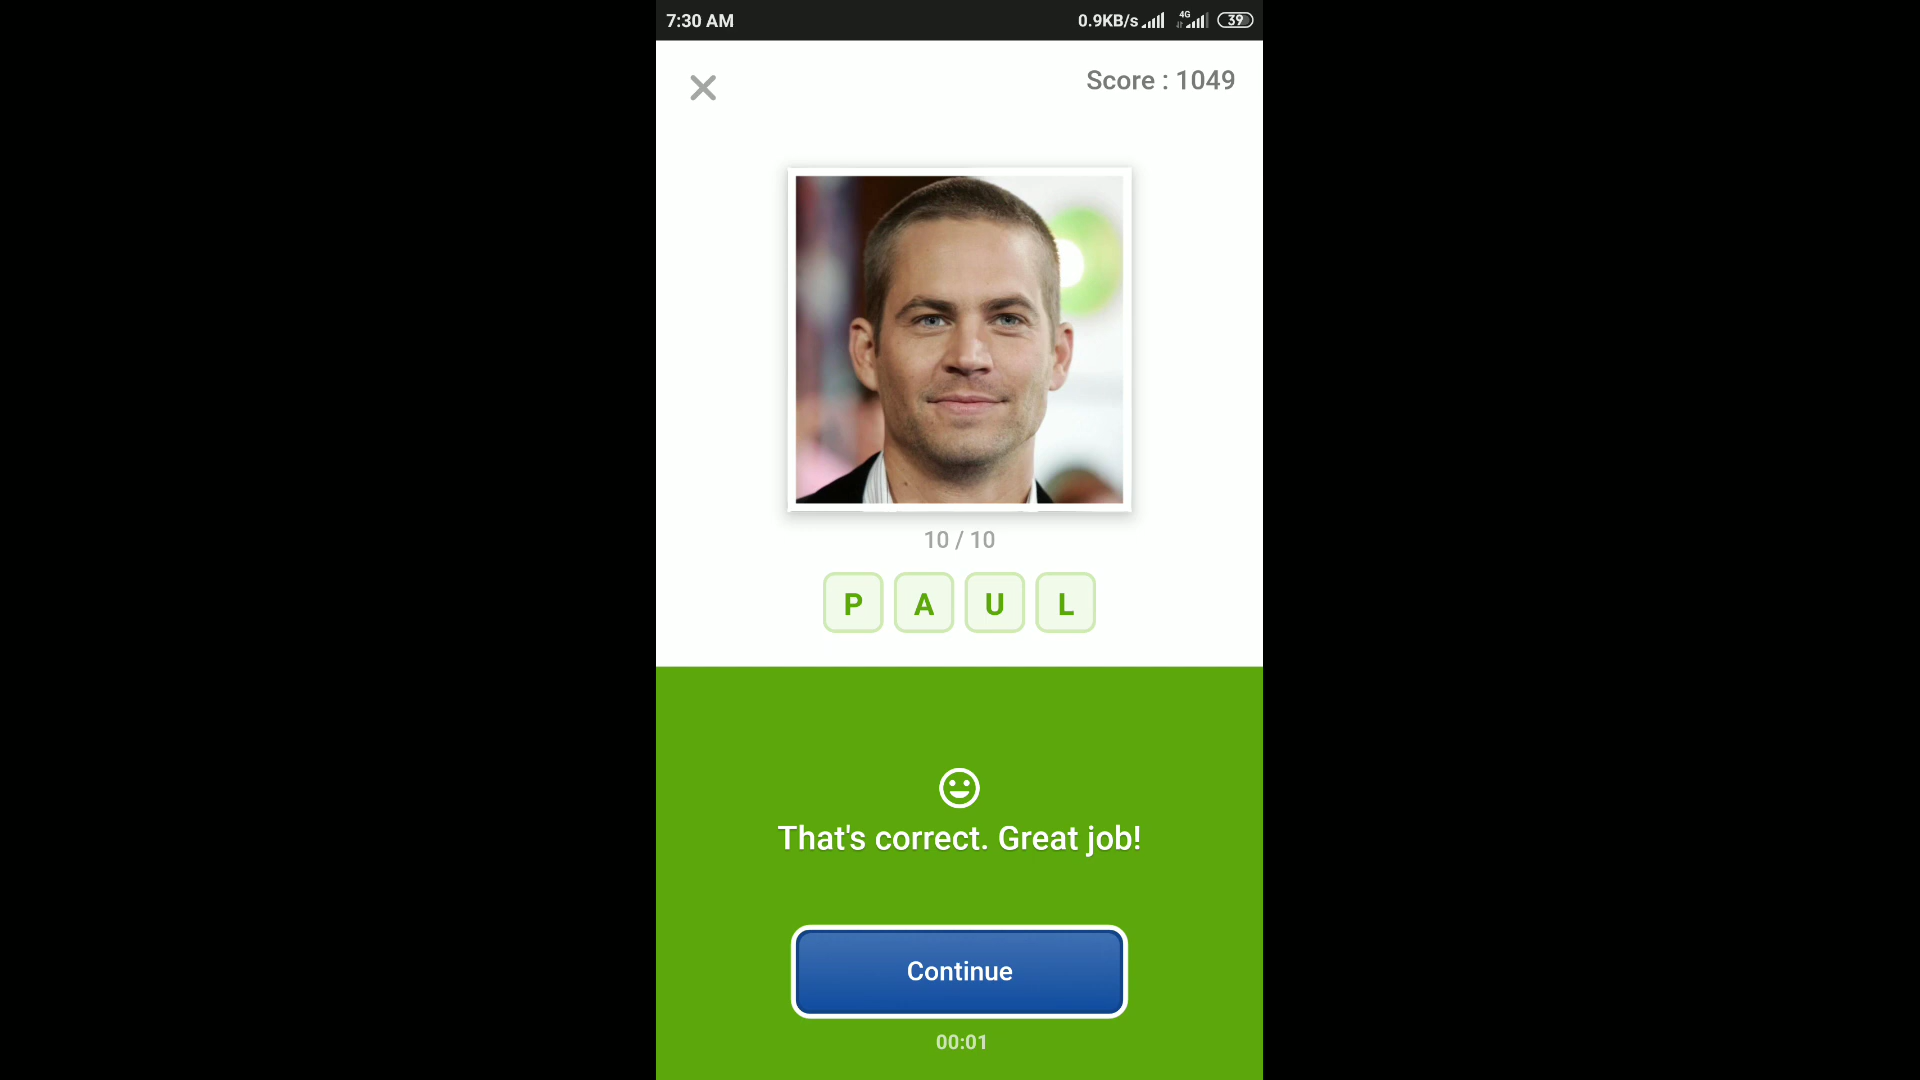 7:30 AM 0.9KB/s 4G 39
Score : 1049
10 / 10
P A U L
That's correct. Great job!
Continue
00:01